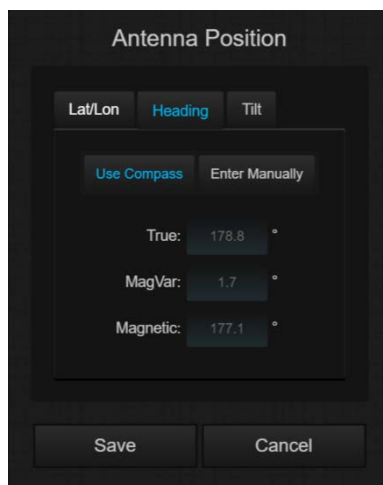 Antenna Position
Lat/Lon Heading Tilt
Use Compass Enter Manually
True: 178.8 °
MagVar: 1.7 °
Magnetic: 177.1 °
Save Cancel